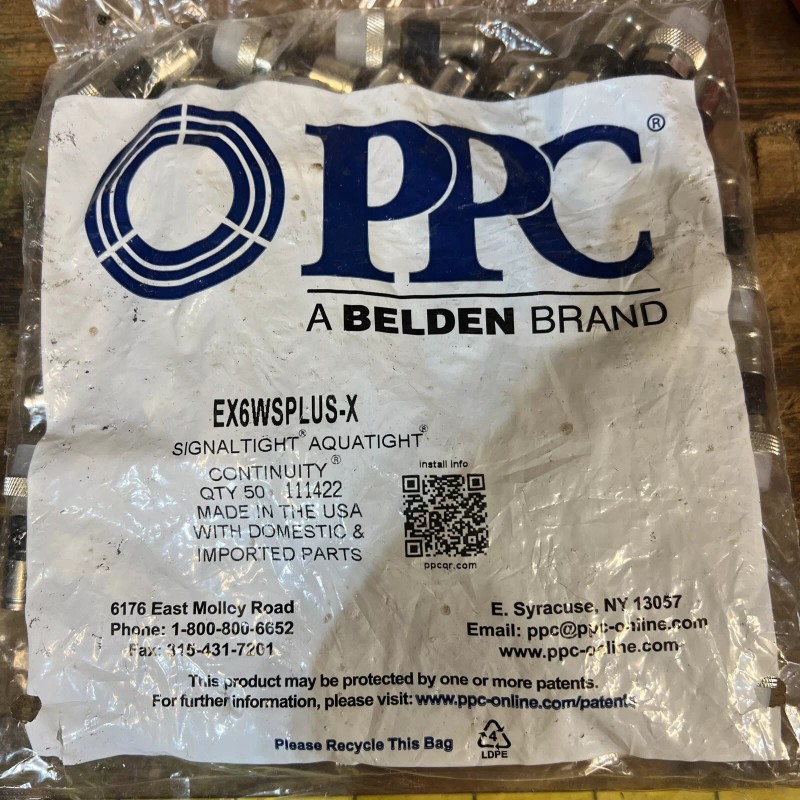 PPC®
A BELDEN BRAND
EX6WSPLUS-X
SIGNALTIGHT® AQUATIGHT®
CONTINUITY®
QTY 50 111422
MADE IN THE USA
WITH DOMESTIC &
IMPORTED PARTS
install info
ppcqr.com
6176 East Molloy Road
Phone: 1-800-800-6652
Fax: 315-431-7201
E. Syracuse, NY 13057
Email: ppc@ppc-online.com
www.ppc-online.com
This product may be protected by one or more patents.
For further information, please visit: www.ppc-online.com/patents
Please Recycle This Bag
4
LDPE